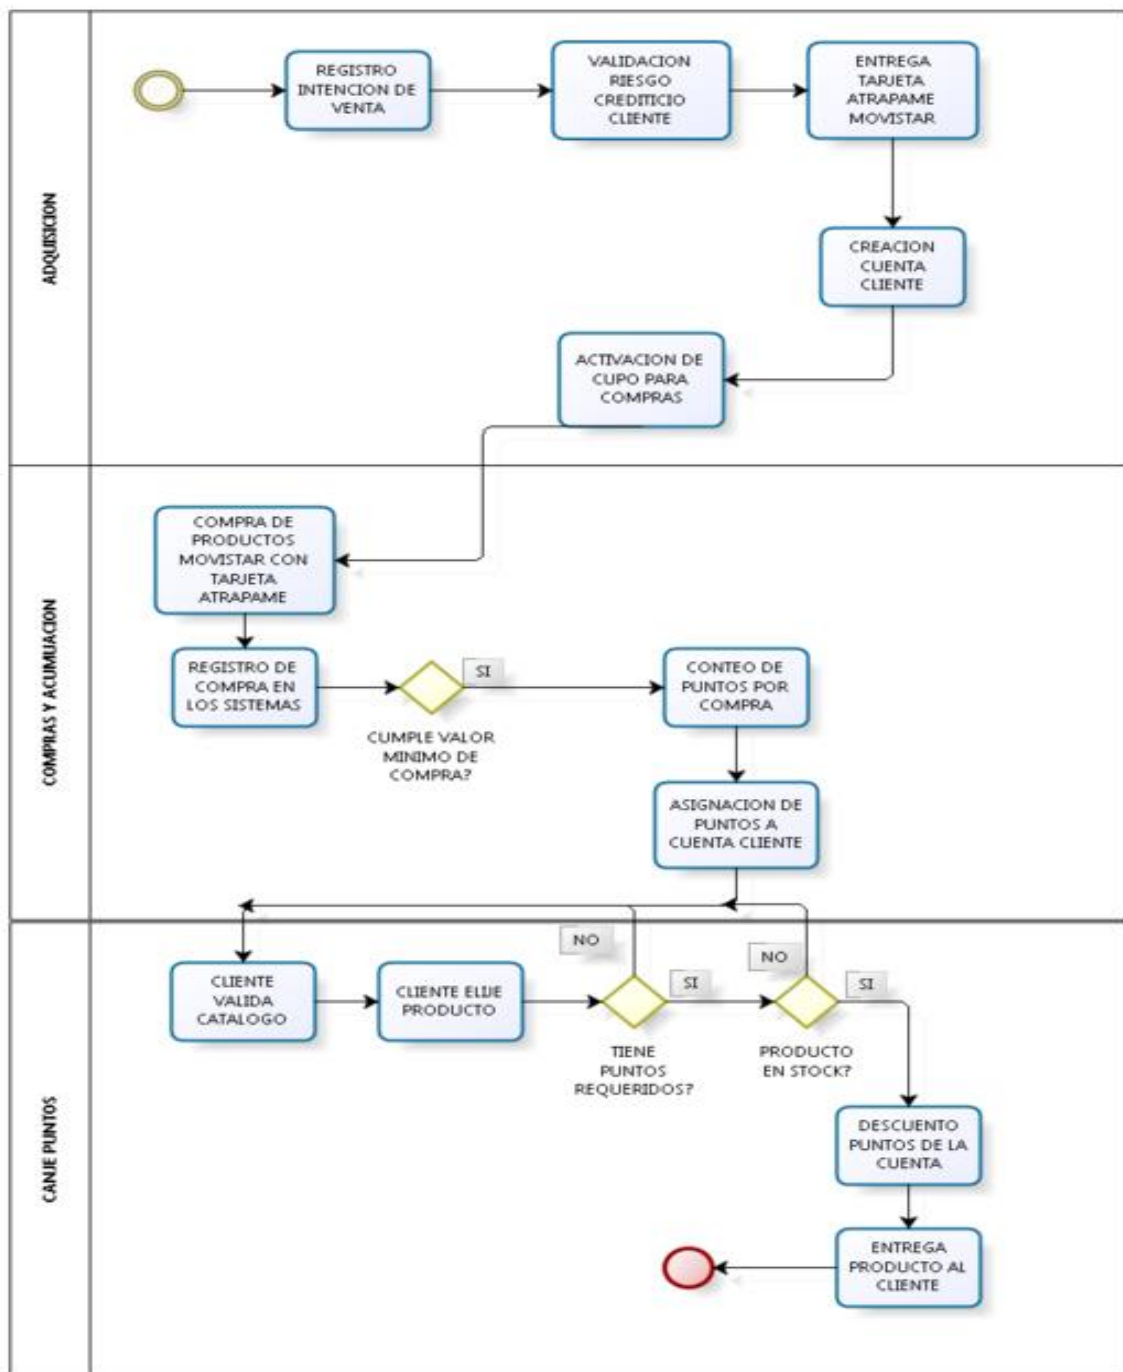 ADQUISICION
REGISTRO
INTENCION DE
VENTA
VALIDACION
RIESGO
CREDITICIO
CLIENTE
ENTREGA
TARJETA
ATRAPAME
MOVISTAR
CREACION
CUENTA
CLIENTE
ACTIVACION DE
CUPO PARA
COMPRAS
COMPRAS Y ACUMUACION
COMPRA DE
PRODUCTOS
MOVISTAR CON
TARJETA
ATRAPAME
REGISTRO DE
COMPRA EN
LOS SISTEMAS
SI
CUMPLE VALOR
MINIMO DE
COMPRA?
CONTEO DE
PUNTOS POR
COMPRA
ASIGNACION DE
PUNTOS A
CUENTA CLIENTE
CANJE PUNTOS
CLIENTE
VALIDA
CATALOGO
CLIENTE ELIJE
PRODUCTO
NO
SI
TIENE
PUNTOS
REQUERIDOS?
NO
SI
PRODUCTO
EN STOCK?
DESCUENTO
PUNTOS DE LA
CUENTA
ENTREGA
PRODUCTO AL
CLIENTE